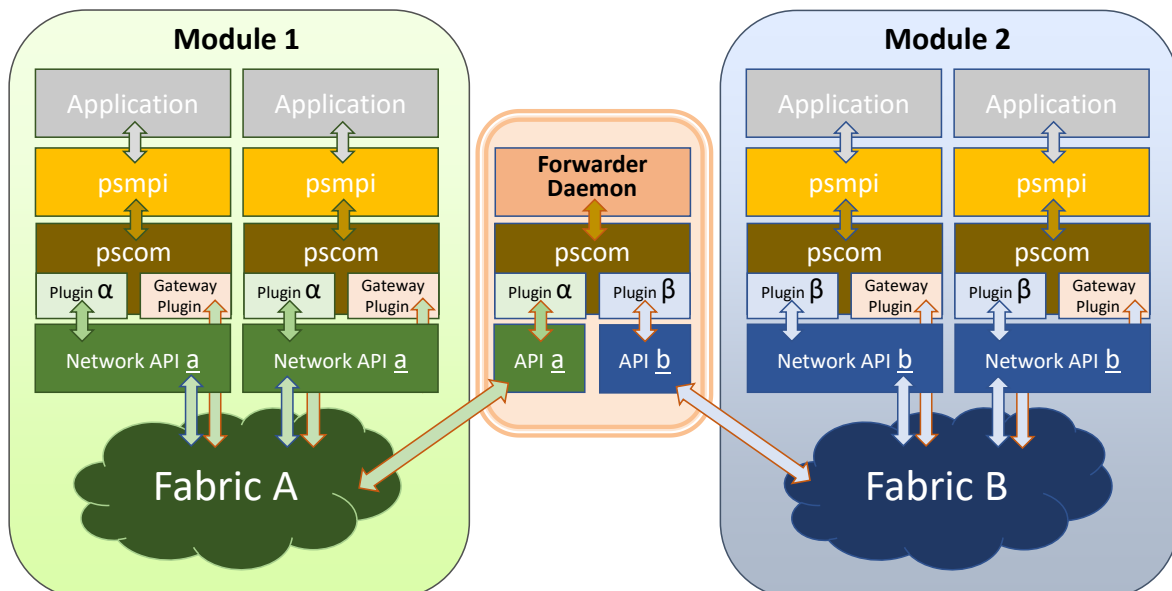 Module 1
Application
Application
psmpi
psmpi
pscom
pscom
Plugin α
Gateway
Plugin
Plugin α
Gateway
Plugin
Network API a
Network API a
Fabric A
Forwarder
Daemon
pscom
Plugin α
Plugin β
API a
API b
Module 2
Application
Application
psmpi
psmpi
pscom
pscom
Plugin β
Gateway
Plugin
Plugin β
Gateway
Plugin
Network API b
Network API b
Fabric B